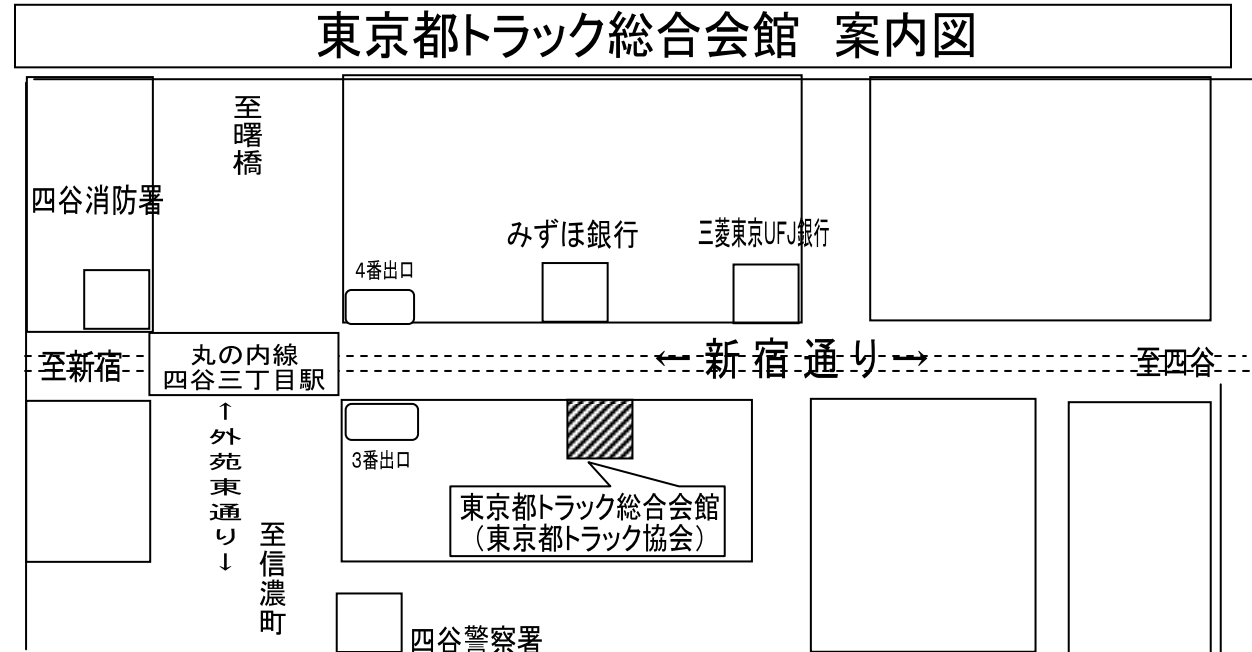 東京都トラック総合会館 案内図
至曙橋
四谷消防署
みずほ銀行
三菱東京UFJ銀行
4番出口
至新宿
丸の内線
四谷三丁目駅
←新宿通り→
至四谷
↑外苑東通り↓
3番出口
東京都トラック総合会館
（東京都トラック協会）
至信濃町
四谷警察署